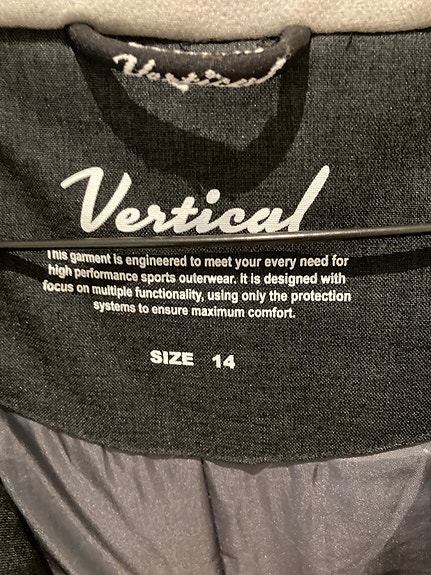 Vertical
Vertical
This garment is engineered to meet your every need for
high performance sports outerwear. It is designed with
focus on multiple functionality, using only the protection
systems to ensure maximum comfort.
SIZE 14